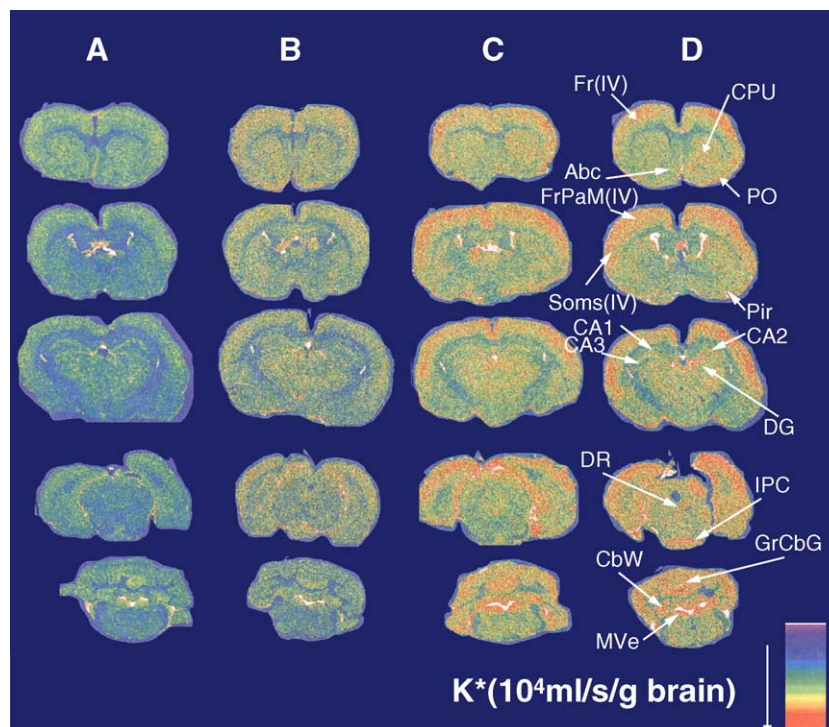 A B C D
Fr(IV)
CPU
Abc
PO
FrPaM(IV)
Soms(IV)
Pir
CA1
CA2
CA3
DG
DR
IPC
GrCbG
CbW
MVe
K*(10⁴ml/s/g brain)